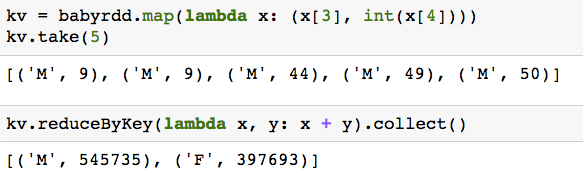 kv = babyrdd.map(lambda x: (x[3], int(x[4])))
kv.take(5)
[('M', 9), ('M', 9), ('M', 44), ('M', 49), ('M', 50)]
kv.reduceByKey(lambda x, y: x + y).collect()
[('M', 545735), ('F', 397693)]